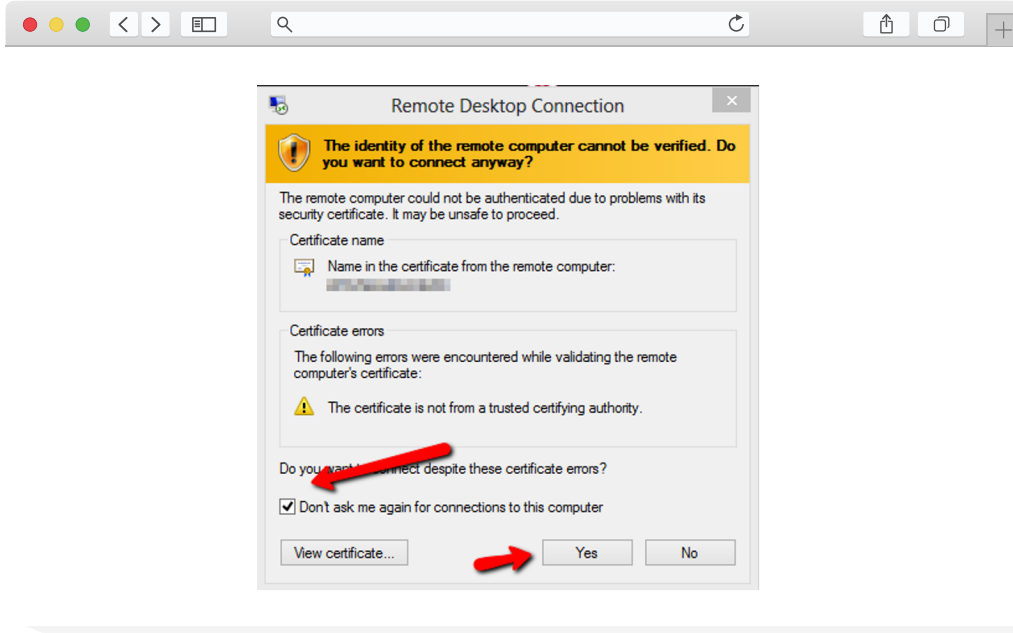 Remote Desktop Connection
The identity of the remote computer cannot be verified. Do
you want to connect anyway?
The remote computer could not be authenticated due to problems with its
security certificate. It may be unsafe to proceed.
Certificate name
Name in the certificate from the remote computer:
Certificate errors
The following errors were encountered while validating the remote
computer's certificate:
The certificate is not from a trusted certifying authority.
Do you want to connect despite these certificate errors?
Don't ask me again for connections to this computer
View certificate...
Yes
No